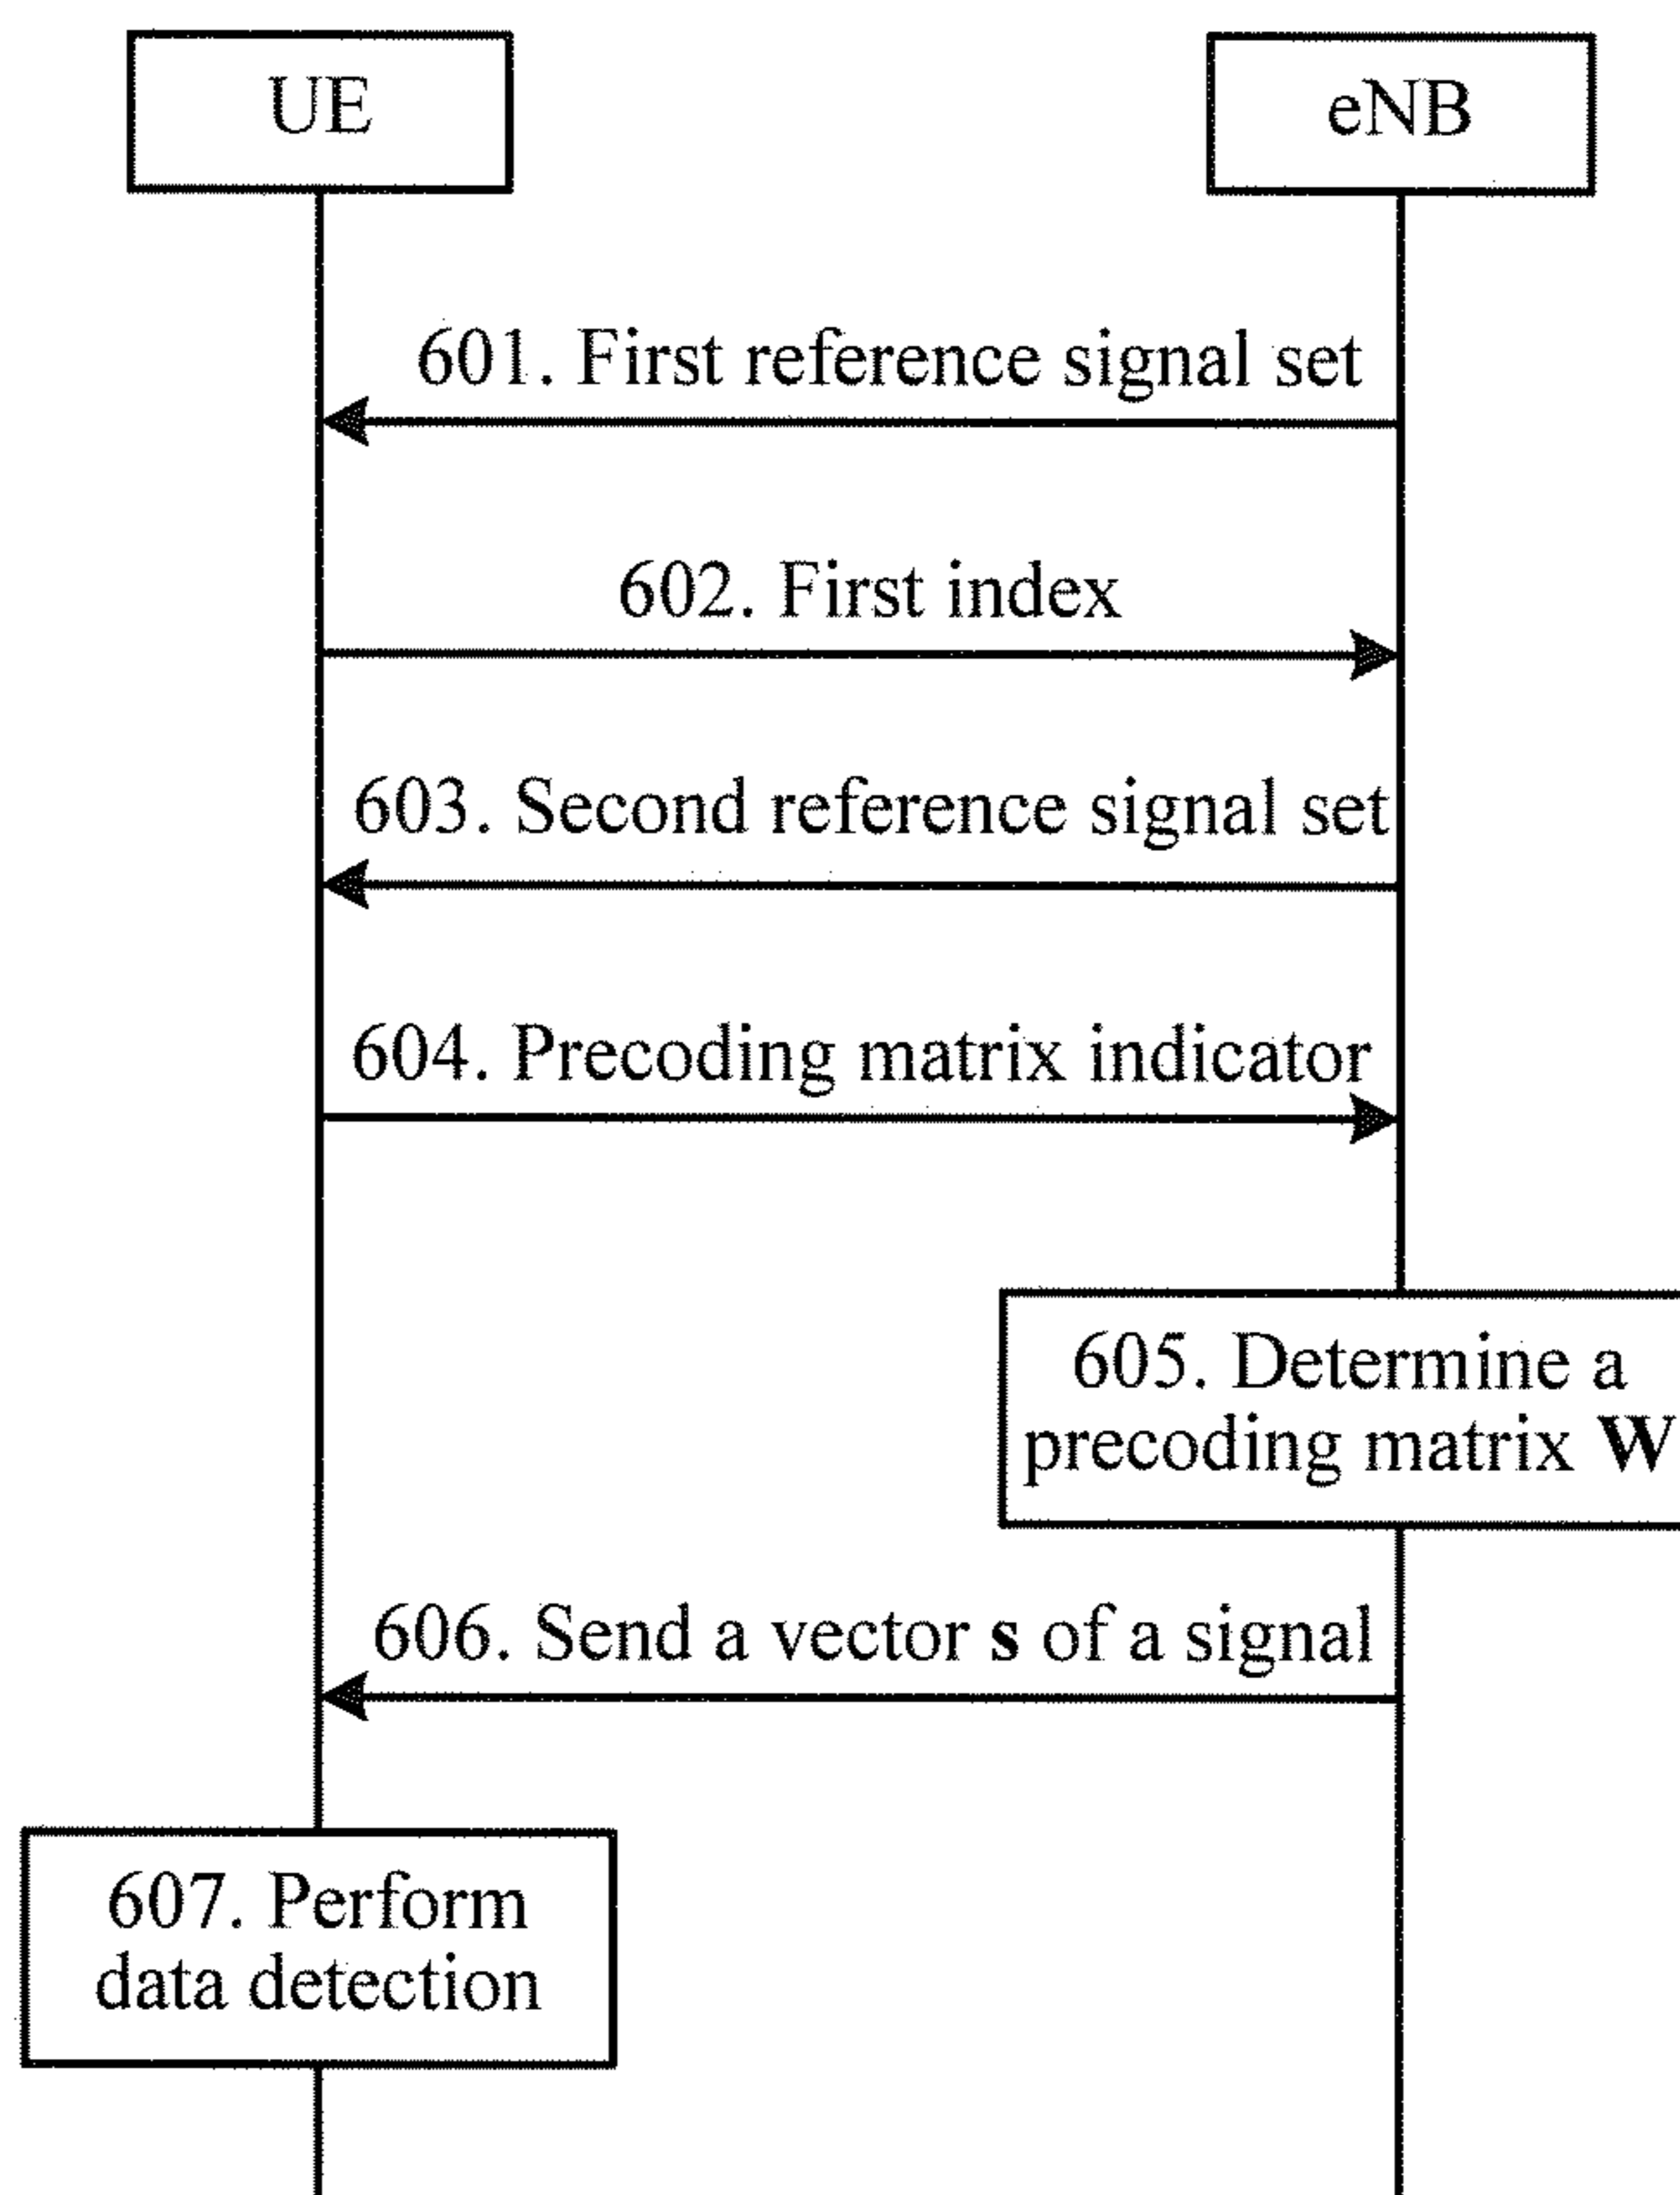 UE
eNB
601. First reference signal set
602. First index
603. Second reference signal set
604. Precoding matrix indicator
605. Determine a
precoding matrix W
606. Send a vector s of a signal
607. Perform
data detection